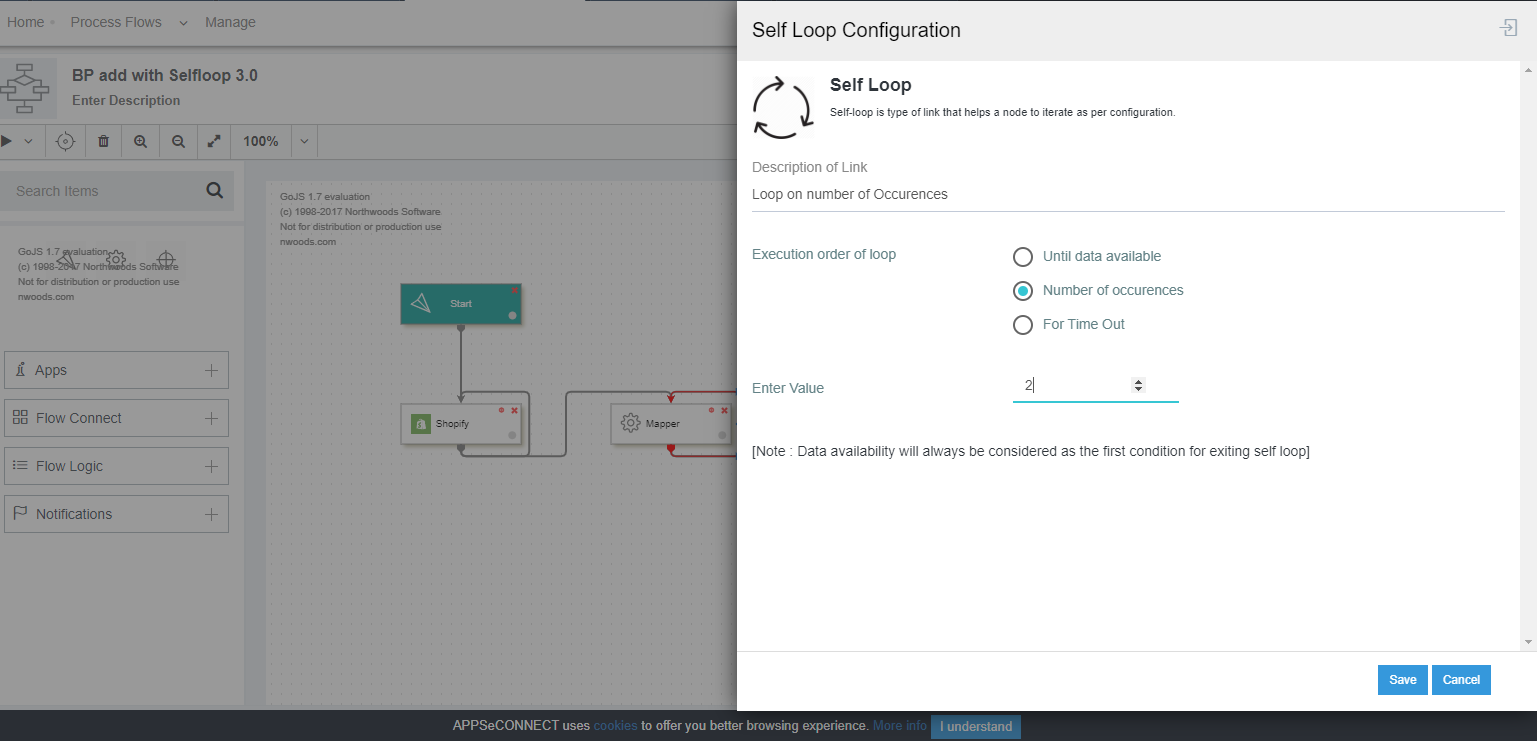 Home Process Flows Manage
BP add with Selfloop 3.0
Enter Description
100%
Search Items
GoJS 1.7 evaluation
(c) 1998-2017 Northwoods Software
Not for distribution or production use
nwoods.com
Apps
Flow Connect
Flow Logic
Notifications
GoJS 1.7 evaluation
(c) 1998-2017 Northwoods Software
Not for distribution or production use
nwoods.com
Start
Shopify
Mapper
Self Loop Configuration
Self Loop
Self-loop is type of link that helps a node to iterate as per configuration.
Description of Link
Loop on number of Occurences
Execution order of loop
Until data available
Number of occurences
For Time Out
Enter Value
2
[Note : Data availability will always be considered as the first condition for exiting self loop]
Save Cancel
APPSeCONNECT uses cookies to offer you better browsing experience. More info I understand